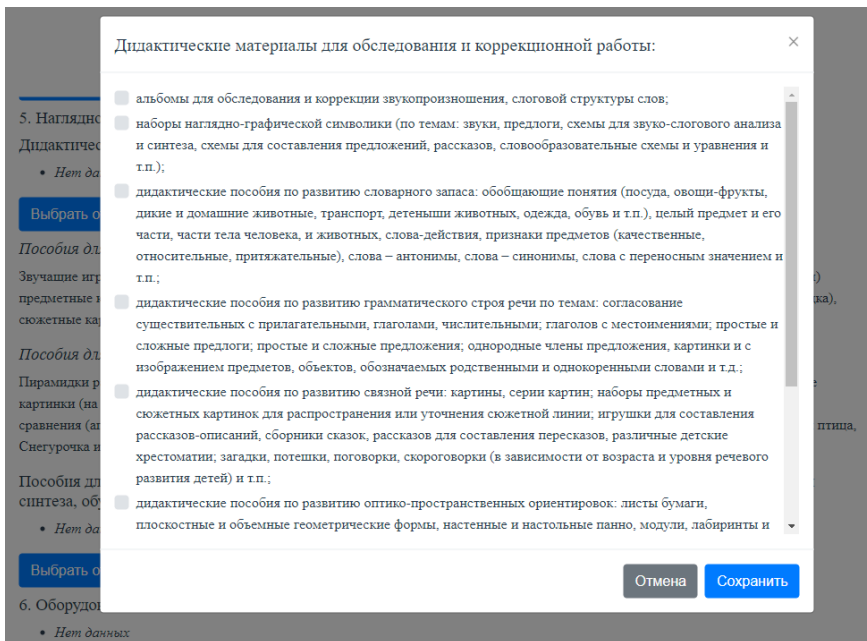 Дидактические материалы для обследования и коррекционной работы:
×
альбомы для обследования и коррекции звукопроизношения, слоговой структуры слов;
наборы наглядно-графической символики (по темам: звуки, предлоги, схемы для звуко-слогового анализа
и синтеза, схемы для составления предложений, рассказов, словообразовательные схемы и уравнения и
т.п.);
дидактические пособия по развитию словарного запаса: обобщающие понятия (посуда, овощи-фрукты,
дикие и домашние животные, транспорт, детеныши животных, одежда, обувь и т.п.), целый предмет и его
части, части тела человека, и животных, слова-действия, признаки предметов (качественные,
относительные, притяжательные), слова – антонимы, слова – синонимы, слова с переносным значением и
т.п.;
дидактические пособия по развитию грамматического строя речи по темам: согласование
существительных с прилагательными, глаголами, числительными; глаголов с местоимениями; простые и
сложные предлоги; простые и сложные предложения; однородные члены предложения, картинки и с
изображением предметов, объектов, обозначаемых родственными и однокоренными словами и т.д.;
дидактические пособия по развитию связной речи: картины, серии картин; наборы предметных и
сюжетных картинок для распространения или уточнения сюжетной линии; игрушки для составления
рассказов-описаний, сборники сказок, рассказов для составления пересказов, различные детские
хрестоматии; загадки, потешки, поговорки, скороговорки (в зависимости от возраста и уровня речевого
развития детей) и т.п.;
дидактические пособия по развитию оптико-пространственных ориентировок: листы бумаги,
плоскостные и объемные геометрические формы, настенные и настольные панно, модули, лабиринты и
Отмена
Сохранить
5. Наглядно
Дидактичес
Нет да
Выбрать о
Пособия дл
Звучащие игр
)
предметные и
ка),
сюжетные ка
Пособия дл
Пирамидки р
е
картинки (на
сравнения (а
птица,
Снегурочка и
Пособия дл
синтеза, обу
Нет да
Выбрать о
6. Оборудо
Нет данных